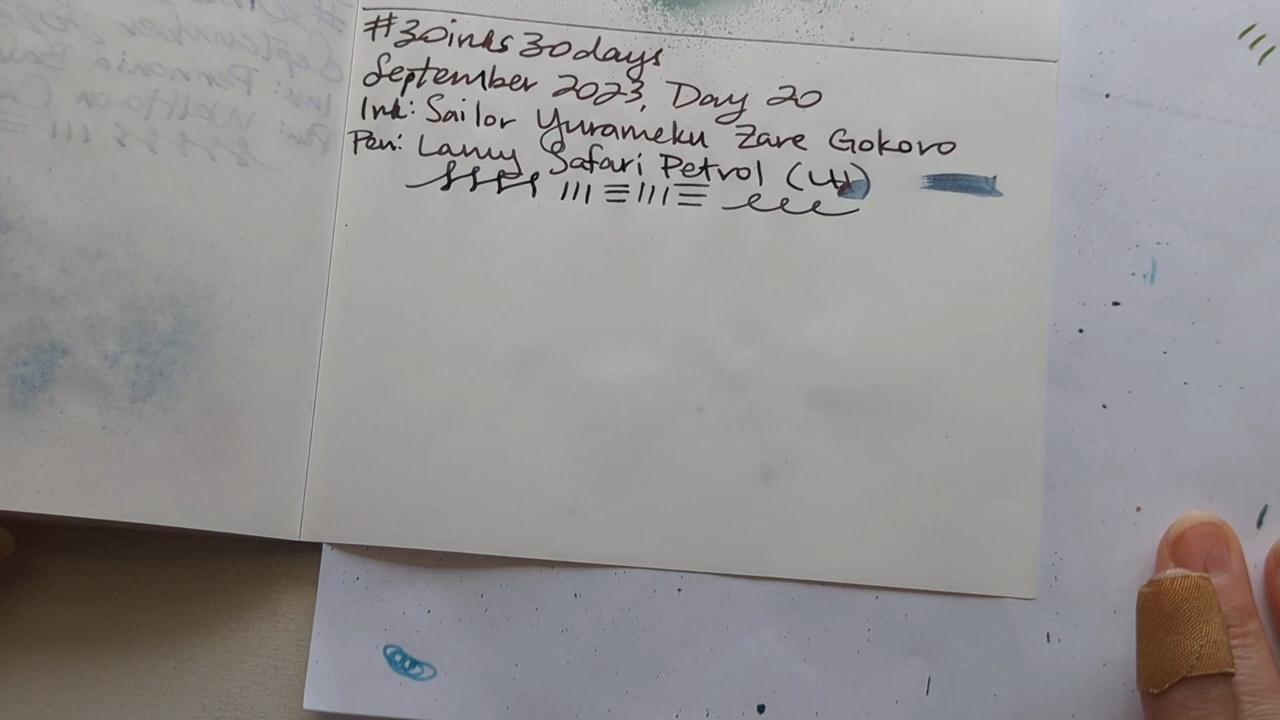 #30inks30days
September 2023, Day 20
Ink: Sailor Yurameku Zare Gokoro
Pen: Lamy Safari Petrol